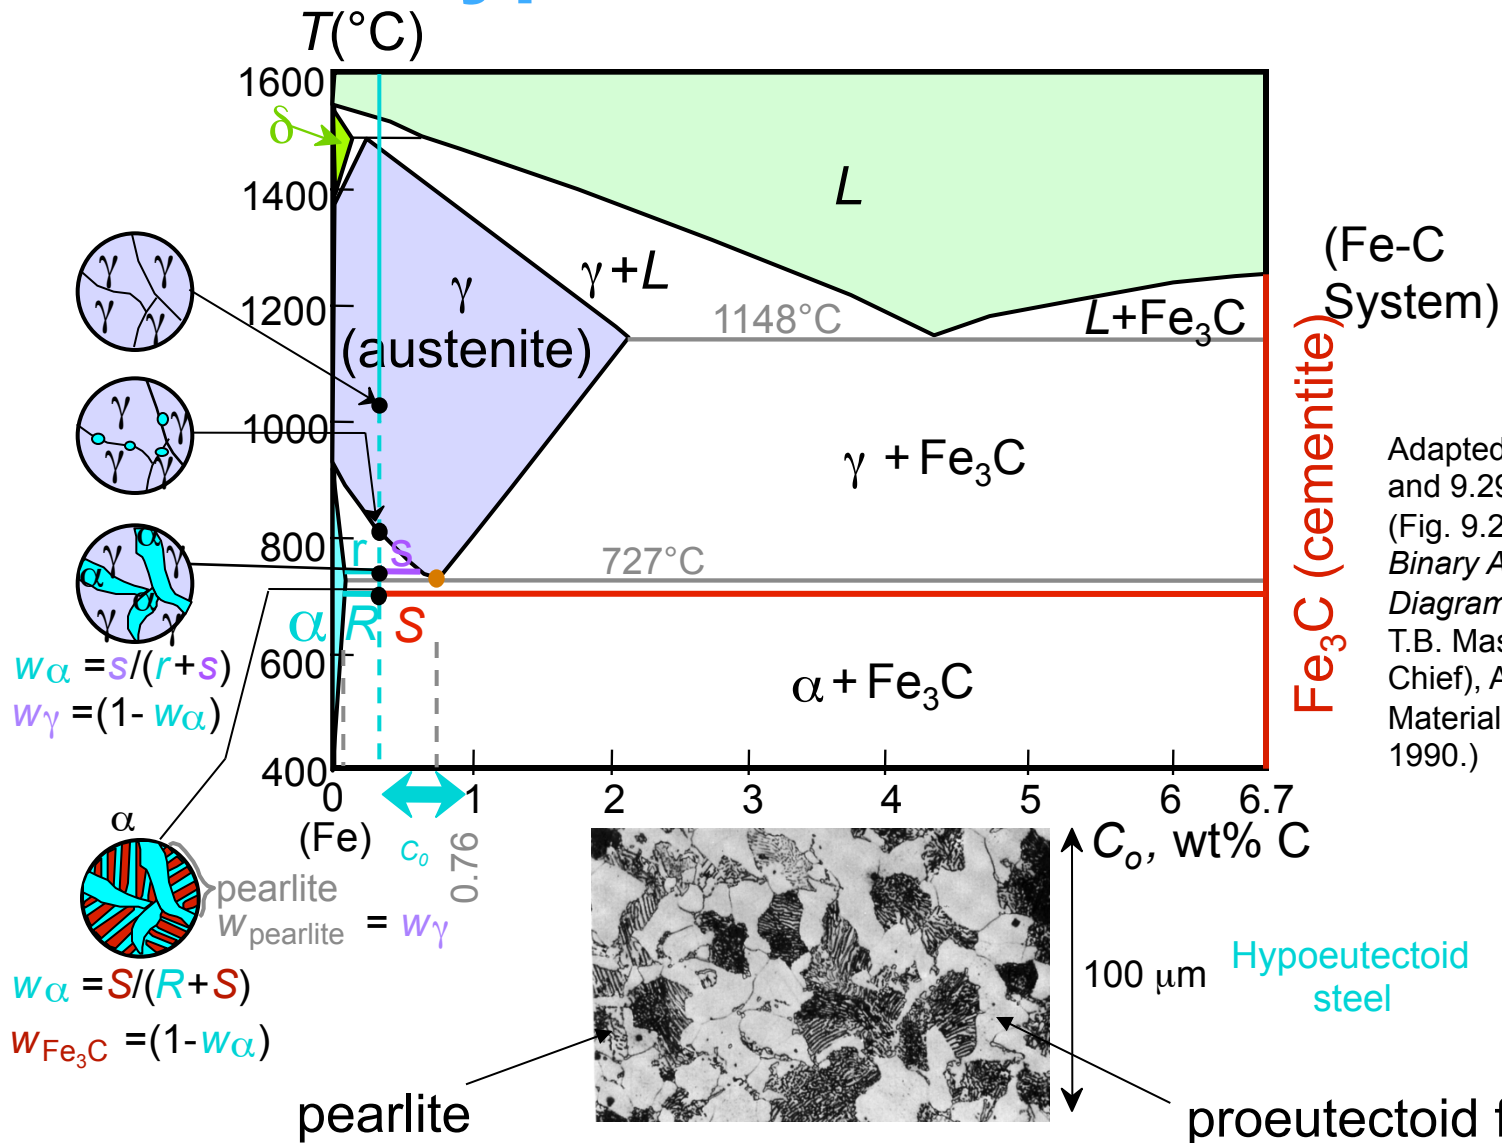 T(°C)
1600
δ
1400
L
(Fe-C
System)
γ γ
γ γ
γ
(austenite)
γ+L
1200
1148°C
L+Fe₃C
Fe₃C (cementite)
γ γ
γ γ
1000
γ + Fe₃C
Adapted
and 9.29
(Fig. 9.2
Binary A
Diagram
T.B. Mas
Chief), A
Material
1990.)
800
r s
727°C
α γ
α γ
α
γ γ
α R S
wα =s/(r+s)
wγ =(1- wα)
600
α + Fe₃C
400
0 1 2 3 4 5 6 6.7
(Fe)
C₀
0.76
Cₒ, wt% C
α
pearlite
w pearlite = wγ
wα =S/(R+S)
wFe₃C =(1-wα)
100 μm
Hypoeutectoid
steel
pearlite
proeutectoid f